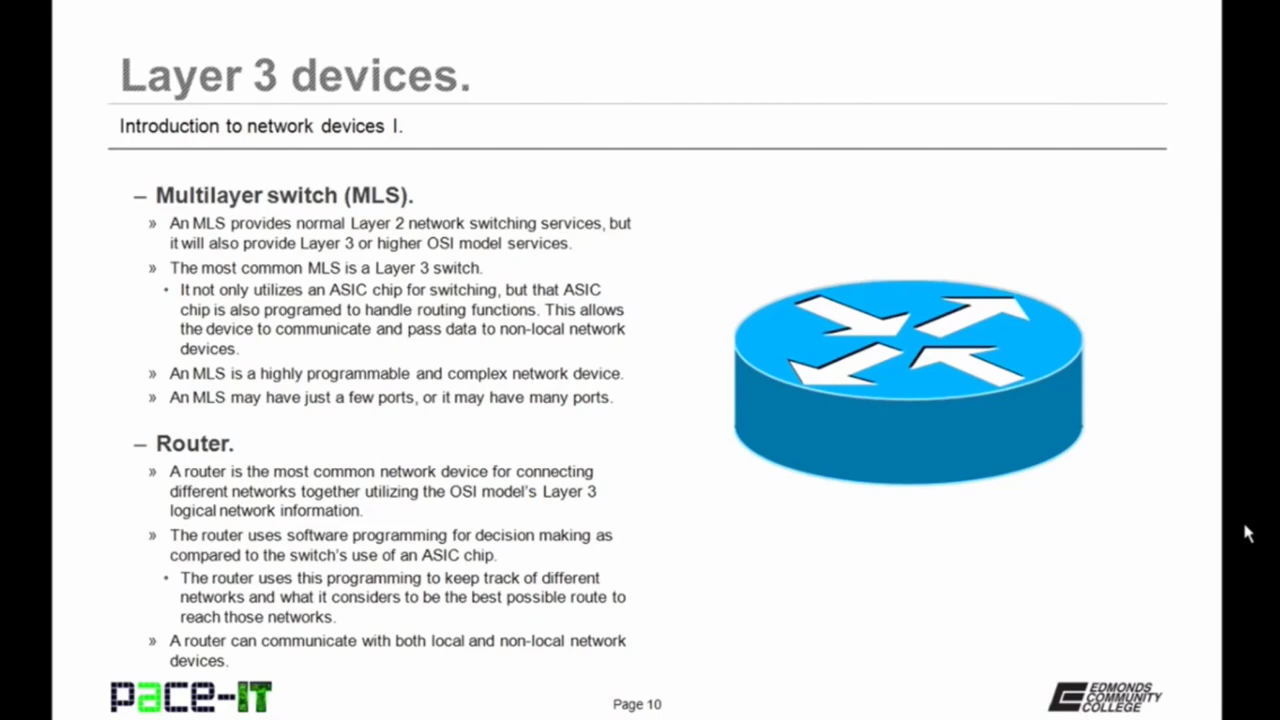 Layer 3 devices.
Introduction to network devices I.
– Multilayer switch (MLS).
» An MLS provides normal Layer 2 network switching services, but
it will also provide Layer 3 or higher OSI model services.
» The most common MLS is a Layer 3 switch.
• It not only utilizes an ASIC chip for switching, but that ASIC
chip is also programed to handle routing functions. This allows
the device to communicate and pass data to non-local network
devices.
» An MLS is a highly programmable and complex network device.
» An MLS may have just a few ports, or it may have many ports.
– Router.
» A router is the most common network device for connecting
different networks together utilizing the OSI model’s Layer 3
logical network information.
» The router uses software programming for decision making as
compared to the switch’s use of an ASIC chip.
• The router uses this programming to keep track of different
networks and what it considers to be the best possible route to
reach those networks.
» A router can communicate with both local and non-local network
devices.
pace-IT
Page 10
EDMONDS
COMMUNITY
COLLEGE